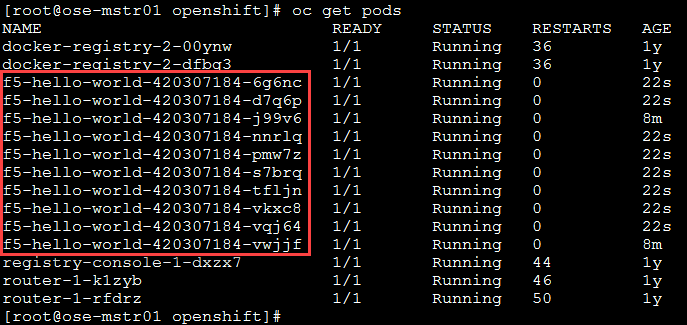 [root@ose-mstr01 openshift]# oc get pods
NAME READY STATUS RESTARTS AGE
docker-registry-2-00ynw 1/1 Running 36 1y
docker-registry-2-dfbg3 1/1 Running 36 1y
f5-hello-world-420307184-6g6nc 1/1 Running 0 22s
f5-hello-world-420307184-d7q6p 1/1 Running 0 22s
f5-hello-world-420307184-j99v6 1/1 Running 0 8m
f5-hello-world-420307184-nnrlq 1/1 Running 0 22s
f5-hello-world-420307184-pmw7z 1/1 Running 0 22s
f5-hello-world-420307184-s7brq 1/1 Running 0 22s
f5-hello-world-420307184-tfljn 1/1 Running 0 22s
f5-hello-world-420307184-vkxc8 1/1 Running 0 22s
f5-hello-world-420307184-vqj64 1/1 Running 0 22s
f5-hello-world-420307184-vwjjf 1/1 Running 0 8m
registry-console-1-dxzx7 1/1 Running 44 1y
router-1-k1zyb 1/1 Running 46 1y
router-1-rfdrz 1/1 Running 50 1y
[root@ose-mstr01 openshift]#